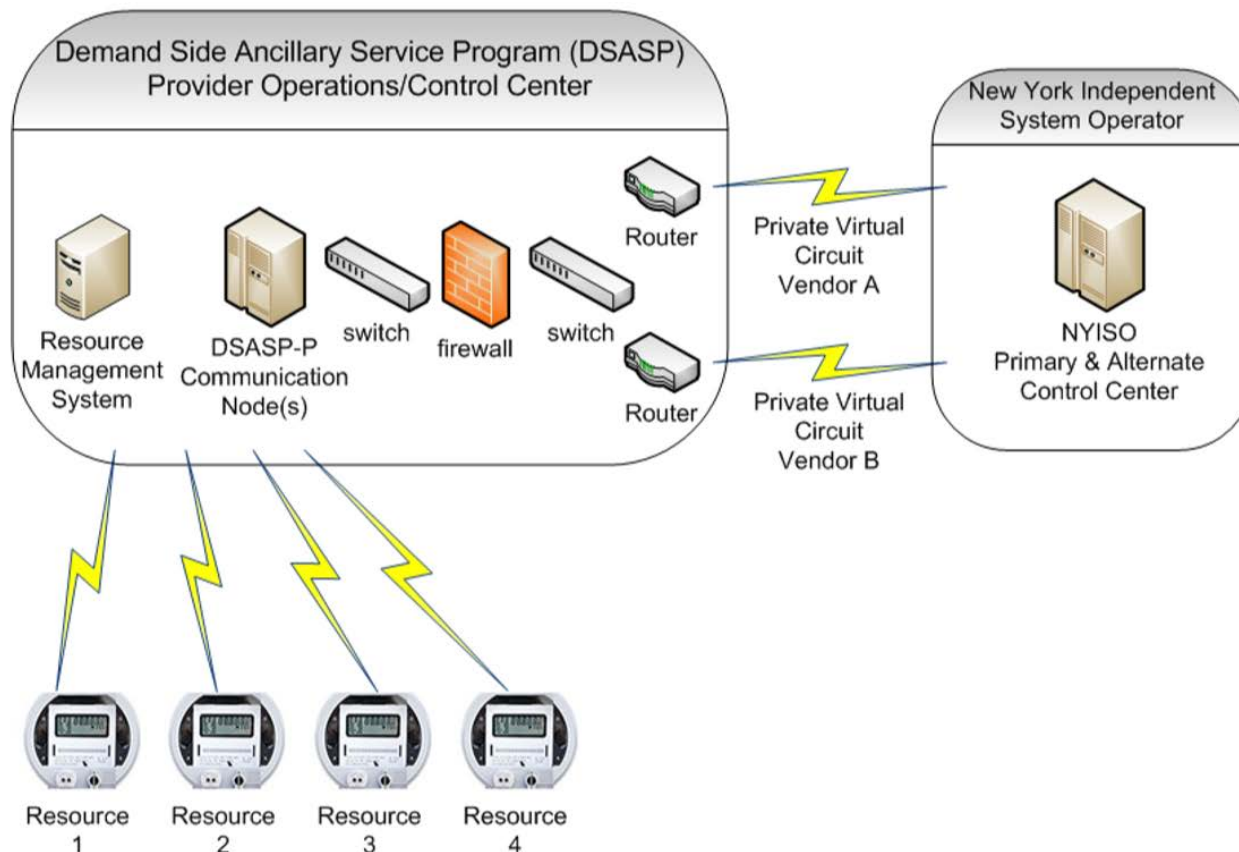 Demand Side Ancillary Service Program (DSASP)
Provider Operations/Control Center
New York Independent
System Operator
Router
Private Virtual
Circuit
Vendor A
Resource
Management
System
DSASP-P
Communication
Node(s)
switch
firewall
switch
Router
Private Virtual
Circuit
Vendor B
NYISO
Primary & Alternate
Control Center
Resource
1
Resource
2
Resource
3
Resource
4